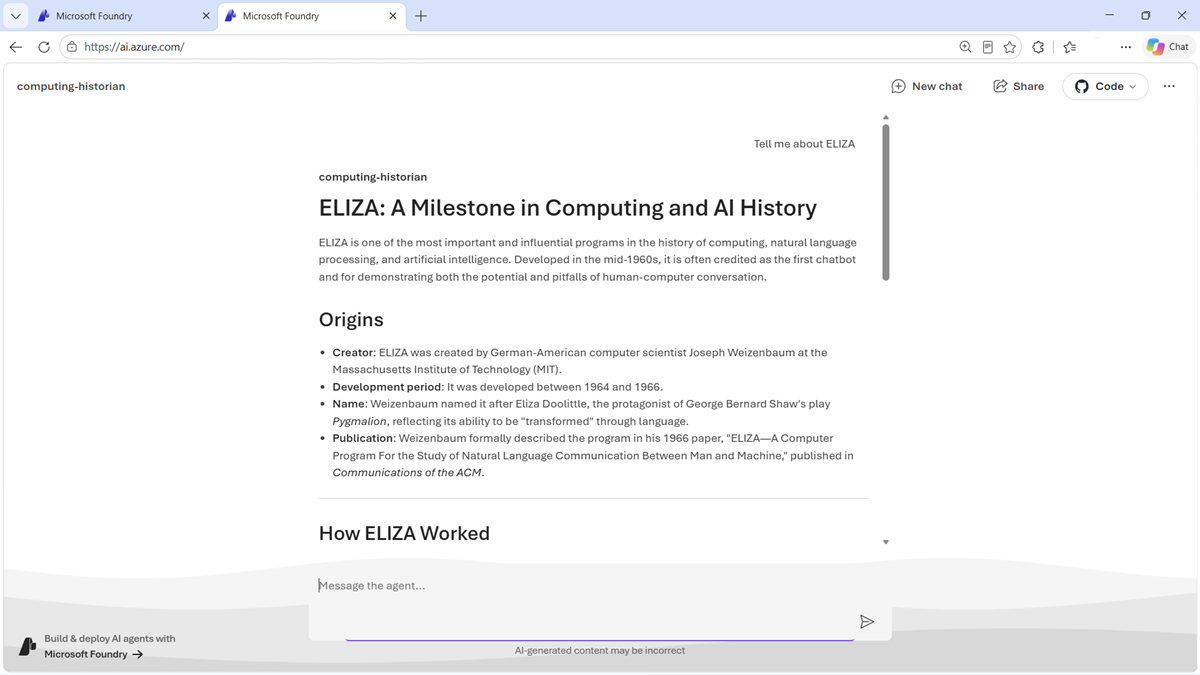 Microsoft Foundry
Microsoft Foundry
https://ai.azure.com/
Chat
computing-historian
New chat
Share
Code
Tell me about ELIZA
computing-historian
ELIZA: A Milestone in Computing and AI History
ELIZA is one of the most important and influential programs in the history of computing, natural language
processing, and artificial intelligence. Developed in the mid-1960s, it is often credited as the first chatbot
and for demonstrating both the potential and pitfalls of human-computer conversation.
Origins
• Creator: ELIZA was created by German-American computer scientist Joseph Weizenbaum at the
Massachusetts Institute of Technology (MIT).
• Development period: It was developed between 1964 and 1966.
• Name: Weizenbaum named it after Eliza Doolittle, the protagonist of George Bernard Shaw's play
Pygmalion, reflecting its ability to be "transformed" through language.
• Publication: Weizenbaum formally described the program in his 1966 paper, "ELIZA—A Computer
Program For the Study of Natural Language Communication Between Man and Machine," published in
Communications of the ACM.
How ELIZA Worked
Message the agent...
Build & deploy AI agents with
Microsoft Foundry →
AI-generated content may be incorrect